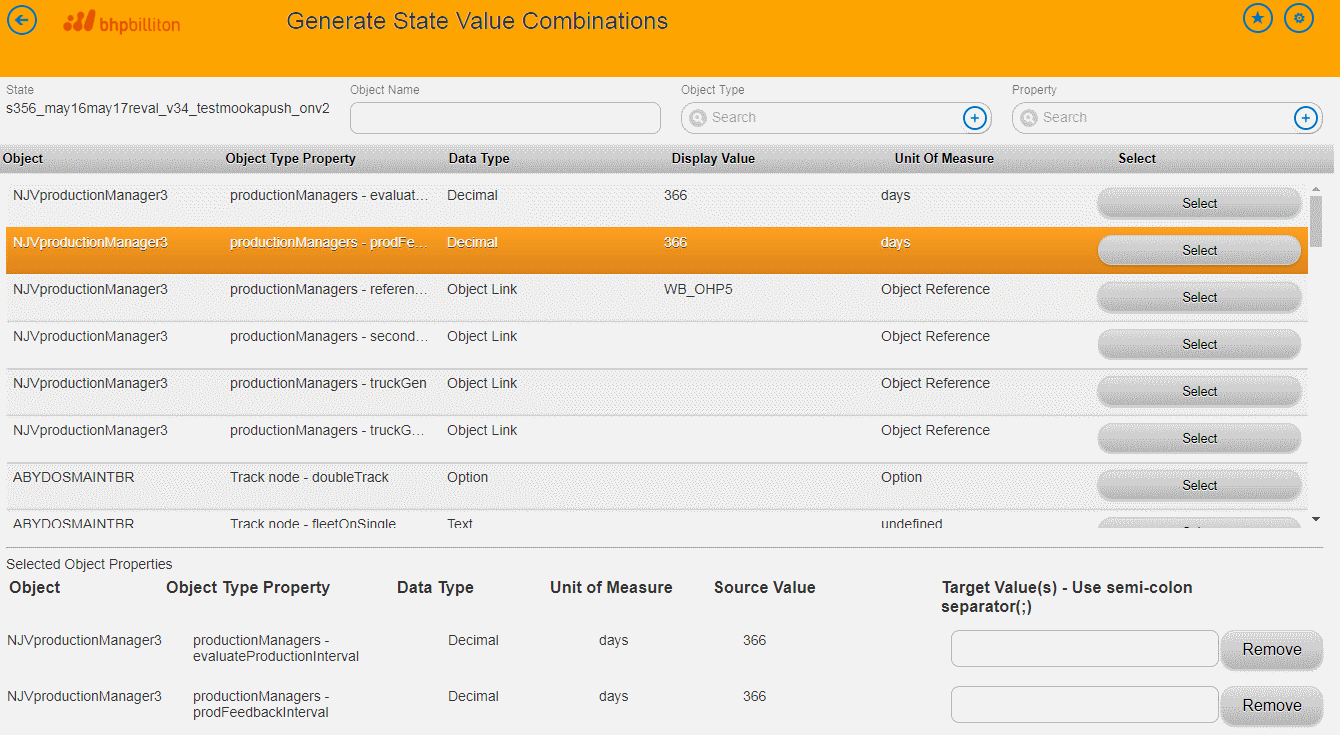 bhpbilliton
Generate State Value Combinations
State
s356_may16may17reval_v34_testmookapush_onv2
Object Name
Object Type
Search
Property
Search
Object Object Type Property Data Type Display Value Unit Of Measure Select
NJVproductionManager3 productionManagers - evaluat… Decimal 366 days Select
NJVproductionManager3 productionManagers - prodFe… Decimal 366 days Select
NJVproductionManager3 productionManagers - referen… Object Link WB_OHP5 Object Reference Select
NJVproductionManager3 productionManagers - second… Object Link Object Reference Select
NJVproductionManager3 productionManagers - truckGen Object Link Object Reference Select
NJVproductionManager3 productionManagers - truckG… Object Link Object Reference Select
ABYDOSMAINTBR Track node - doubleTrack Option Option Select
ABYDOSMAINTBR Track node - fleetOnSingle Text undefined
Selected Object Properties
Object Object Type Property Data Type Unit of Measure Source Value Target Value(s) - Use semi-colon
separator(;)
NJVproductionManager3 productionManagers - Decimal days 366 Remove
evaluateProductionInterval
NJVproductionManager3 productionManagers - Decimal days 366 Remove
prodFeedbackInterval